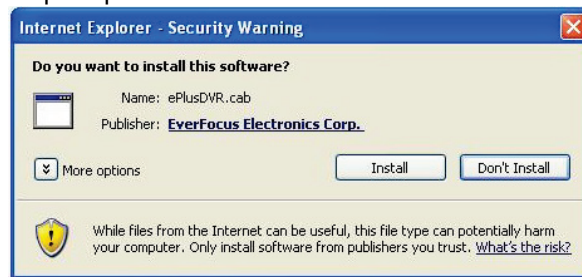 Internet Explorer - Security Warning
Do you want to install this software?
Name: ePlusDVR.cab
Publisher: EverFocus Electronics Corp.
More options
Install
Don't Install
While files from the Internet can be useful, this file type can potentially harm
your computer. Only install software from publishers you trust. What's the risk?